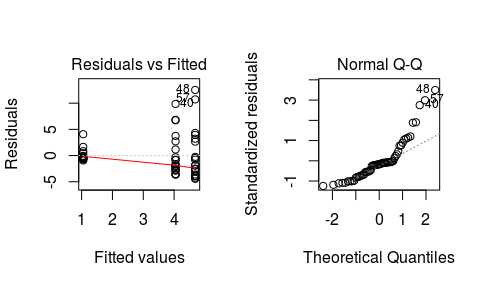 Residuals vs Fitted
Residuals
-5 0 5
48
57
40
1 2 3 4
Fitted values
Normal Q-Q
Standardized residuals
-1 1 3
48
57
40
-2 0 1 2
Theoretical Quantiles